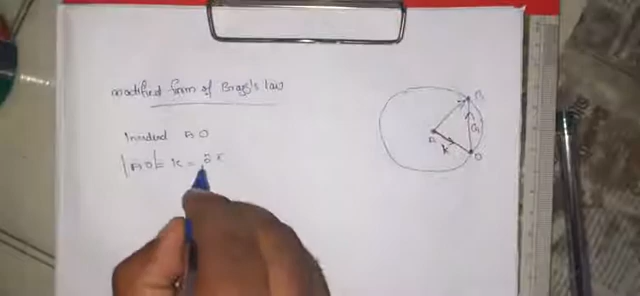 modified form of Bragg's law
Incident AO
|AO| = K = 2π
B
G
A
K
O